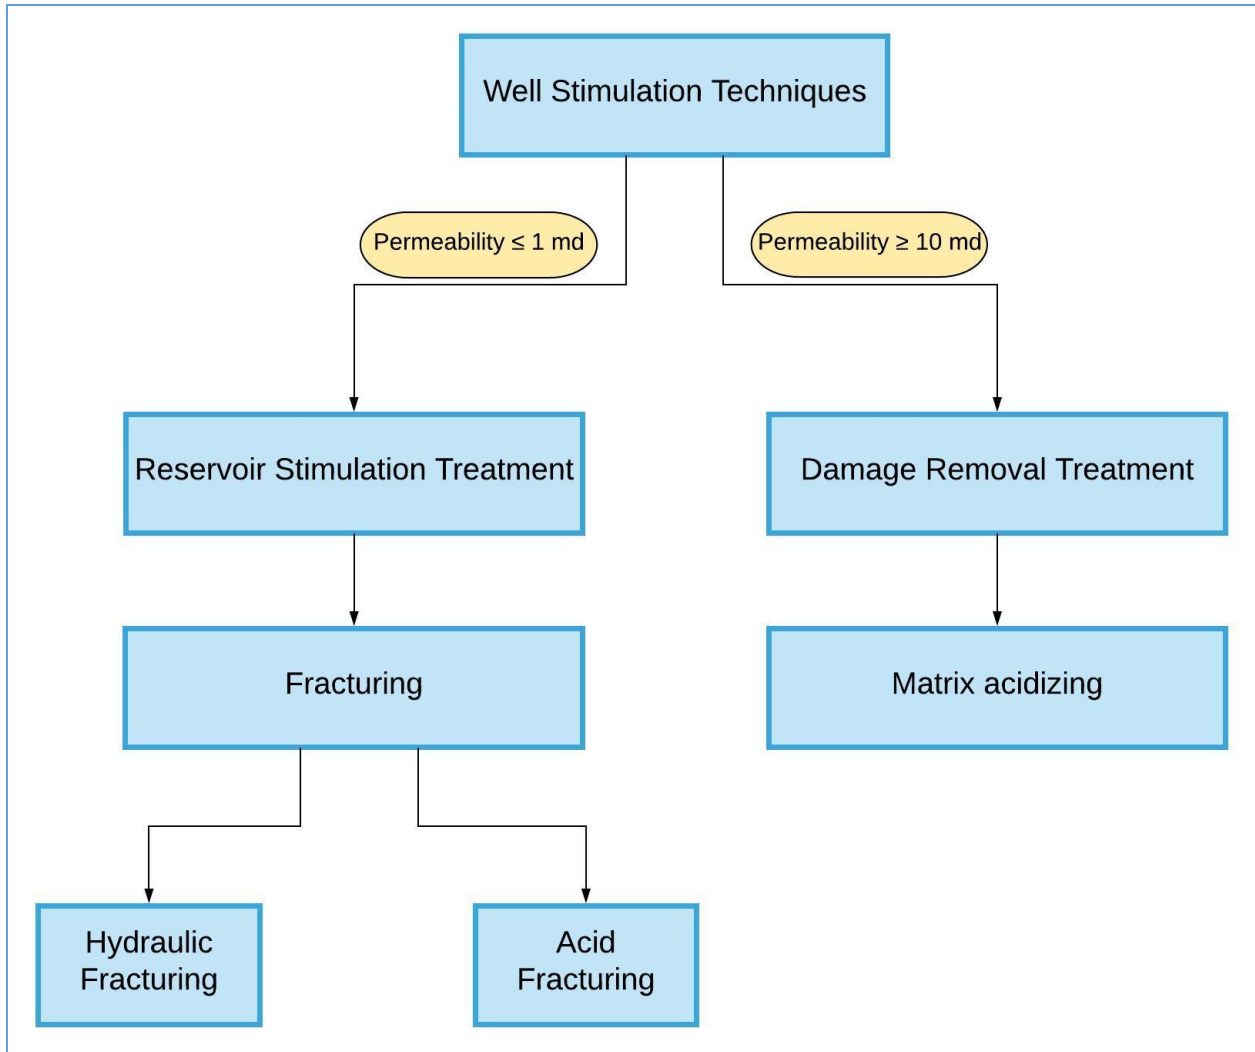 Well Stimulation Techniques
Permeability ≤ 1 md
Permeability ≥ 10 md
Reservoir Stimulation Treatment
Damage Removal Treatment
Fracturing
Matrix acidizing
Hydraulic
Fracturing
Acid
Fracturing